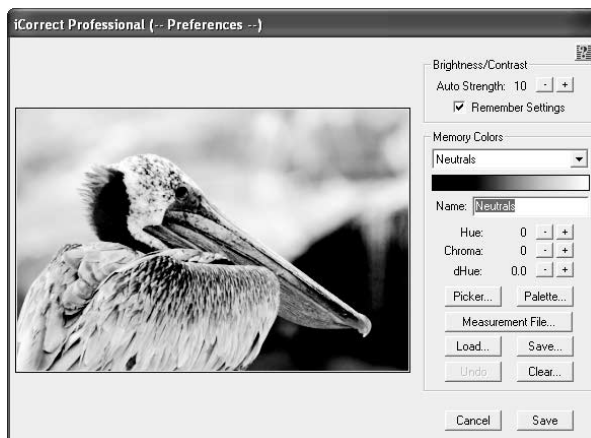 iCorrect Professional (-- Preferences --)
?
Brightness/Contrast
Auto Strength: 10 - +
Remember Settings
Memory Colors
Neutrals
Name: Neutrals
Hue: 0 - +
Chroma: 0 - +
dHue: 0.0 - +
Picker... Palette...
Measurement File...
Load... Save...
Undo Clear...
Cancel Save